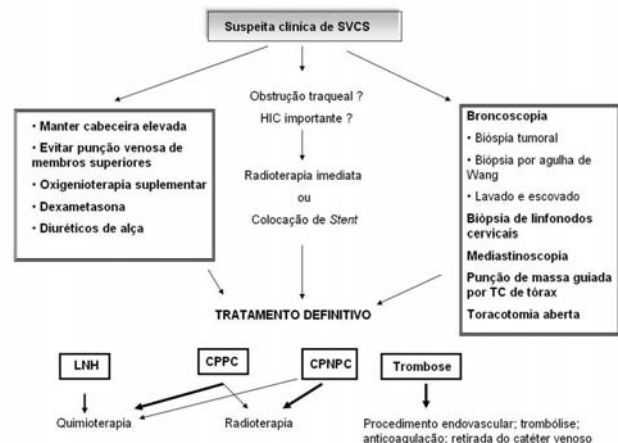 Suspeita clínica de SVCS
• Manter cabeceira elevada
• Evitar punção venosa de
membros superiores
• Oxigenioterapia suplementar
• Dexametasona
• Diuréticos de alça
Obstrução traqueal ?
HIC importante ?
Radioterapia imediata
ou
Colocação de Stent
Broncoscopia
• Bióspia tumoral
• Biópsia por agulha de
Wang
• Lavado e escovado
Biópsia de linfonodos
cervicais
Mediastinoscopia
Punção de massa guiada
por TC de tórax
Toracotomia aberta
TRATAMENTO DEFINITIVO
LNH
CPPC
CPNPC
Trombose
Quimioterapia
Radioterapia
Procedimento endovascular; trombólise;
anticoagulação; retirada do catéter venoso